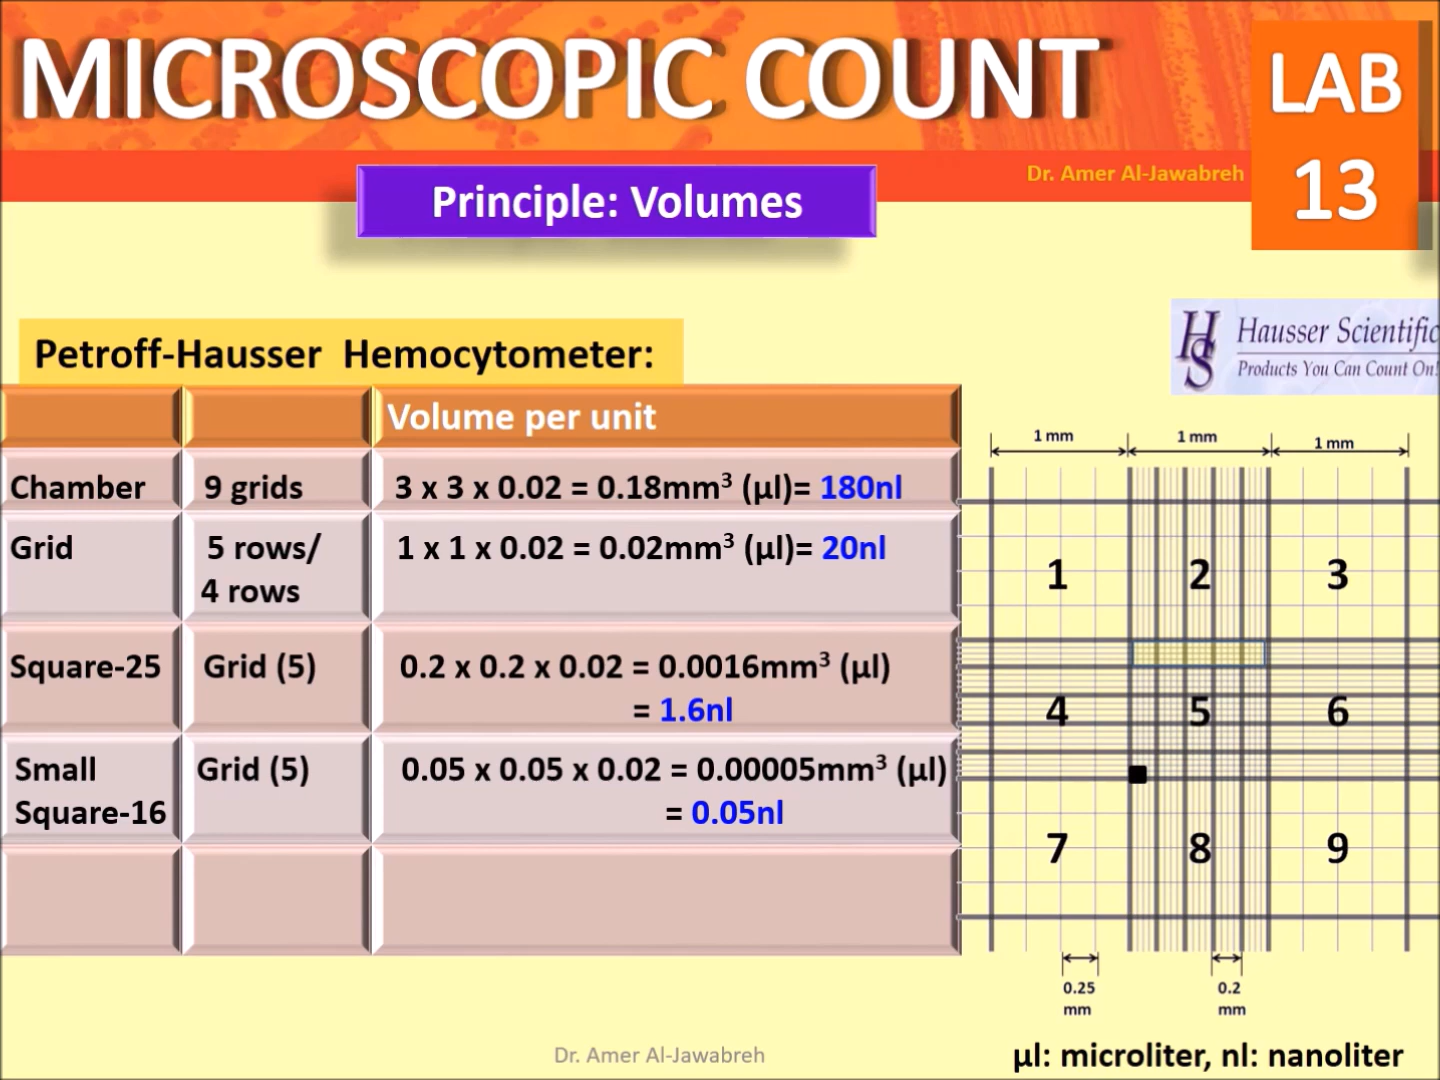 MICROSCOPIC COUNT
LAB
13
Dr. Amer Al-Jawabreh
Principle: Volumes
Petroff-Hausser Hemocytometer:
HS
Hausser Scientific
Products You Can Count On!
Volume per unit
Chamber 9 grids 3 x 3 x 0.02 = 0.18mm³ (µl)= 180nl
Grid 5 rows/ 1 x 1 x 0.02 = 0.02mm³ (µl)= 20nl
4 rows
Square-25 Grid (5) 0.2 x 0.2 x 0.02 = 0.0016mm³ (µl)
= 1.6nl
Small Grid (5) 0.05 x 0.05 x 0.02 = 0.00005mm³ (µl)
Square-16 = 0.05nl
1 mm 1 mm 1 mm
1 2 3
4 5 6
7 8 9
0.25 0.2
mm mm
Dr. Amer Al-Jawabreh
µl: microliter, nl: nanoliter